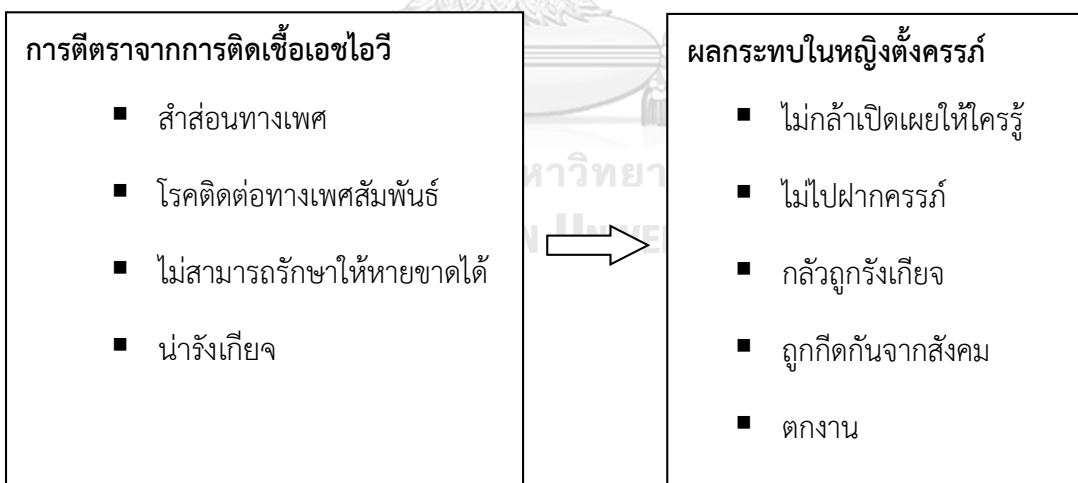 การตีตราจากการติดเชื้อเอชไอวี
▪ สำส่อนทางเพศ
▪ โรคติดต่อทางเพศสัมพันธ์
▪ ไม่สามารถรักษาให้หายขาดได้
▪ น่ารังเกียจ
ผลกระทบในหญิงตั้งครรภ์
▪ ไม่กล้าเปิดเผยให้ใครรู้
▪ ไม่ไปฝากครรภ์
▪ กลัวถูกรังเกียจ
▪ ถูกกีดกันจากสังคม
▪ ตกงาน